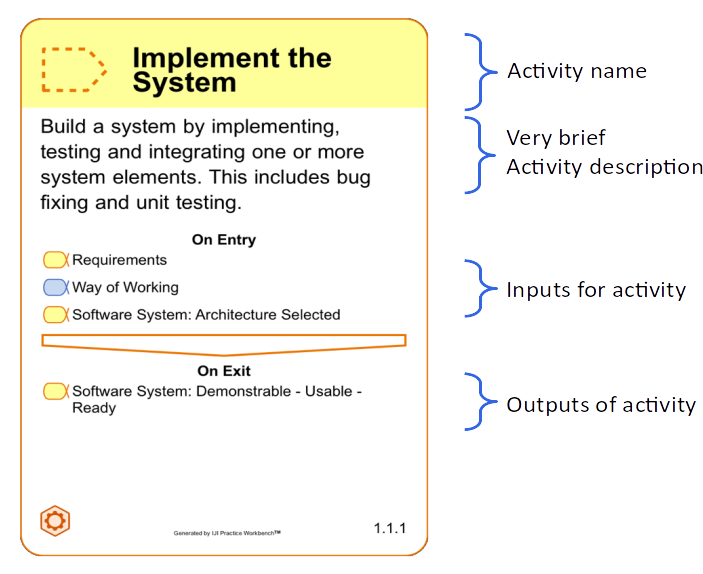 Implement the
System
Activity name
Build a system by implementing,
testing and integrating one or more
system elements. This includes bug
fixing and unit testing.
Very brief
Activity description
On Entry
Requirements
Way of Working
Software System: Architecture Selected
Inputs for activity
On Exit
Software System: Demonstrable - Usable -
Ready
Outputs of activity
Generated by IJI Practice Workbench™
1.1.1